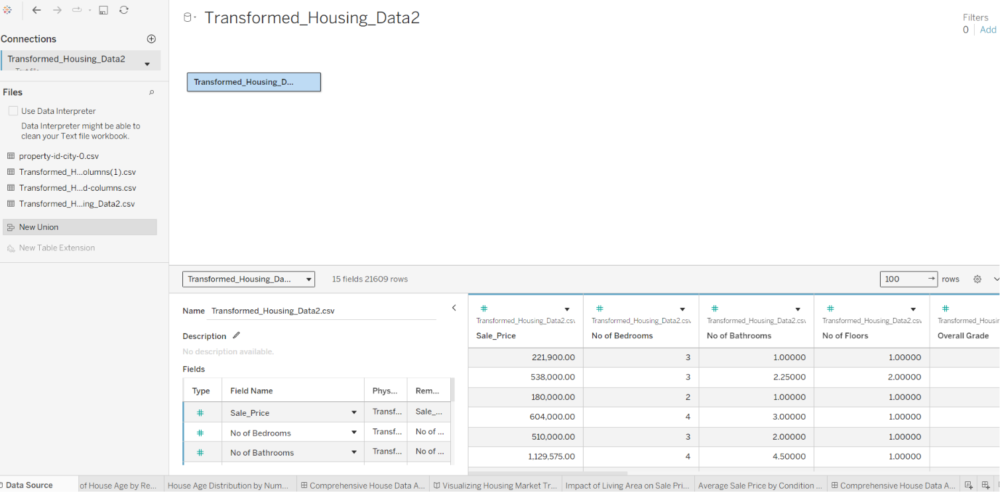 Transformed_Housing_Data2
Filters
0 Add
Connections
Transformed_Housing_Data2
Text file
Transformed_Housing_D...
Files
Use Data Interpreter
Data Interpreter might be able to
clean your Text file workbook.
property-id-city-0.csv
Transformed_H...olumns(1).csv
Transformed_H...d-columns.csv
Transformed_H...ing_Data2.csv
New Union
New Table Extension
Transformed_Housing_Da...
15 fields 21609 rows
100 → rows
Name Transformed_Housing_Data2.csv
Description
No description available.
Fields
Type Field Name Phys... Rem...
# Sale_Price Transf... Sale_...
# No of Bedrooms Transf... No of ...
# No of Bathrooms Transf... No of ...
# # # # #
Transformed_Housing_Data2.csv Transformed_Housing_Data2.csv Transformed_Housing_Data2.csv Transformed_Housing_Data2.csv Transformed_Housin
Sale_Price No of Bedrooms No of Bathrooms No of Floors Overall Grade
221,900.00 3 1.00000 1.00000
538,000.00 3 2.25000 2.00000
180,000.00 2 1.00000 1.00000
604,000.00 4 3.00000 1.00000
510,000.00 3 2.00000 1.00000
1,129,575.00 4 4.50000 1.00000
Data Source of House Age by Re... House Age Distribution by Num... Comprehensive House Data A... Visualizing Housing Market Tr... Impact of Living Area on Sale Pri... Average Sale Price by Condition ... Comprehensive House Data A...